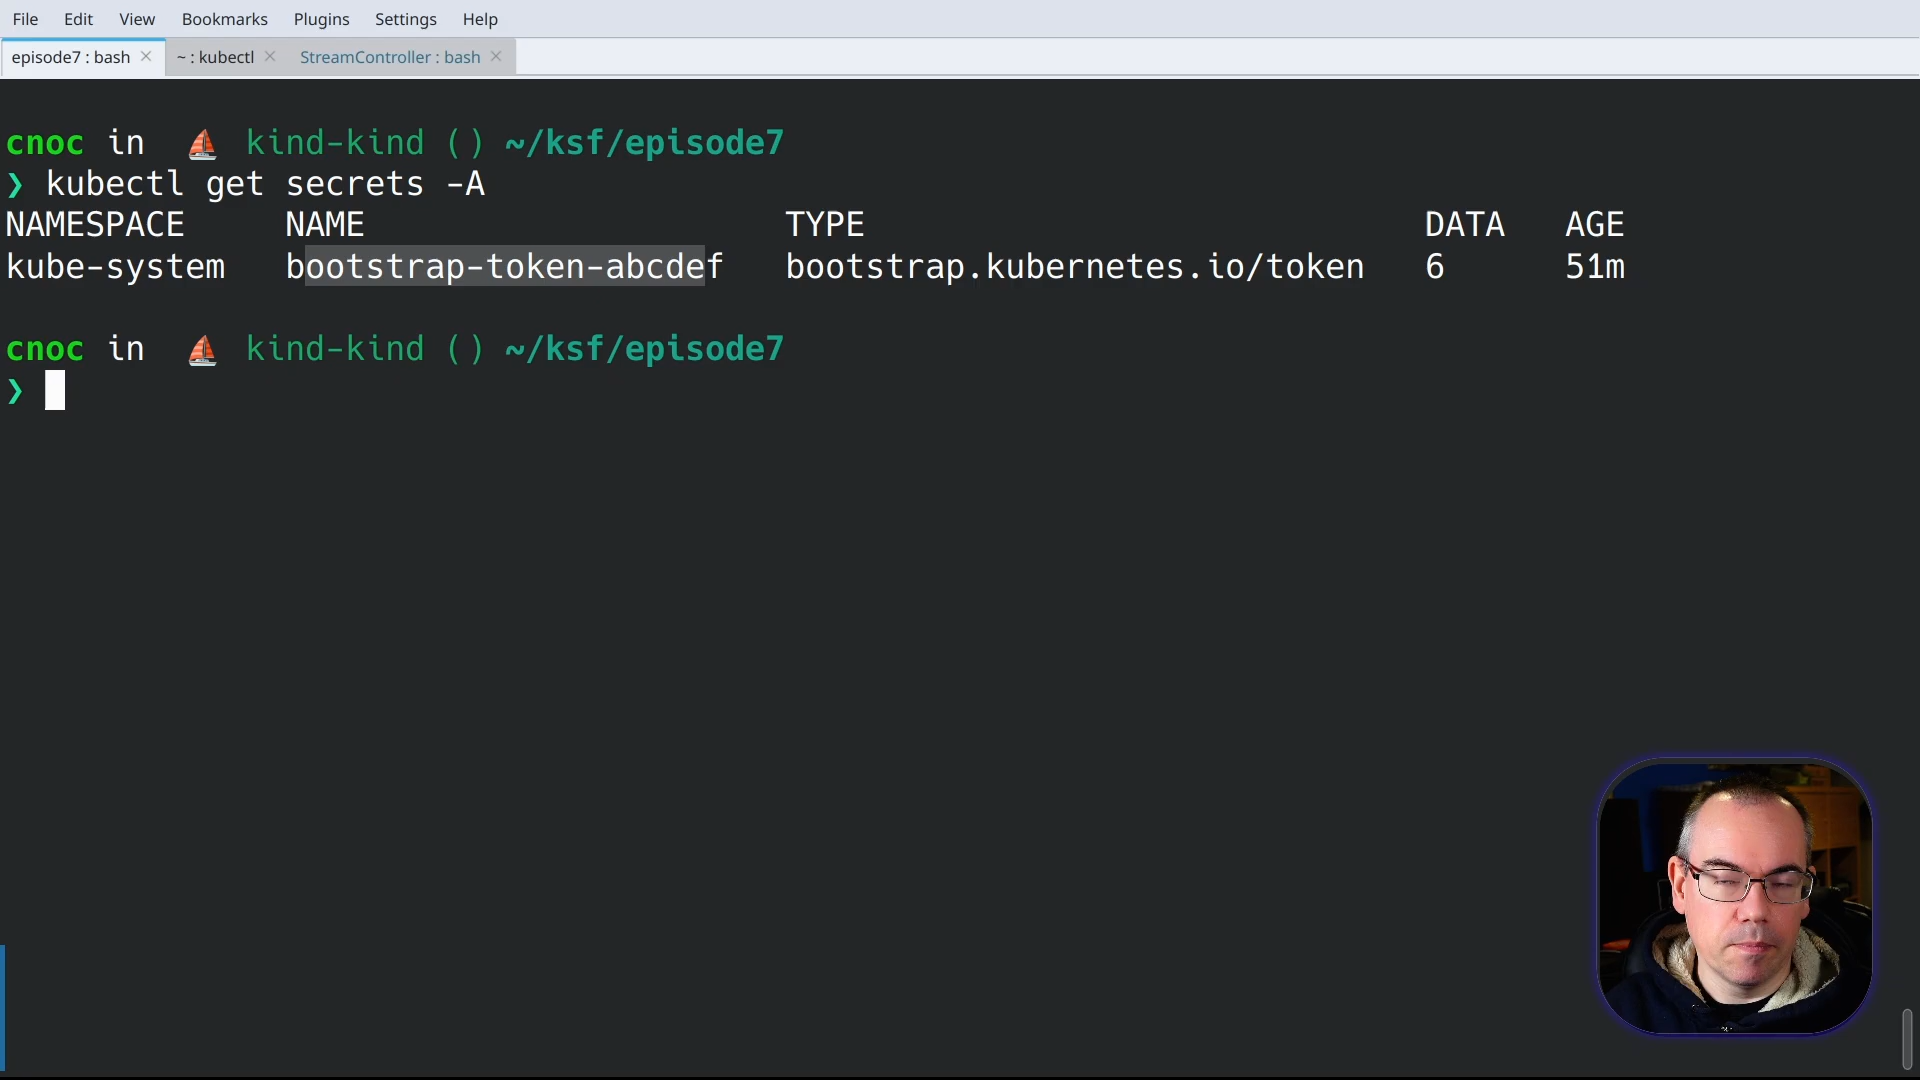 File Edit View Bookmarks Plugins Settings Help
episode7 : bash ~ : kubectl StreamController : bash
cnoc in kind-kind () ~/ksf/episode7
❯ kubectl get secrets -A
NAMESPACE NAME TYPE DATA AGE
kube-system bootstrap-token-abcdef bootstrap.kubernetes.io/token 6 51m
cnoc in kind-kind () ~/ksf/episode7
❯